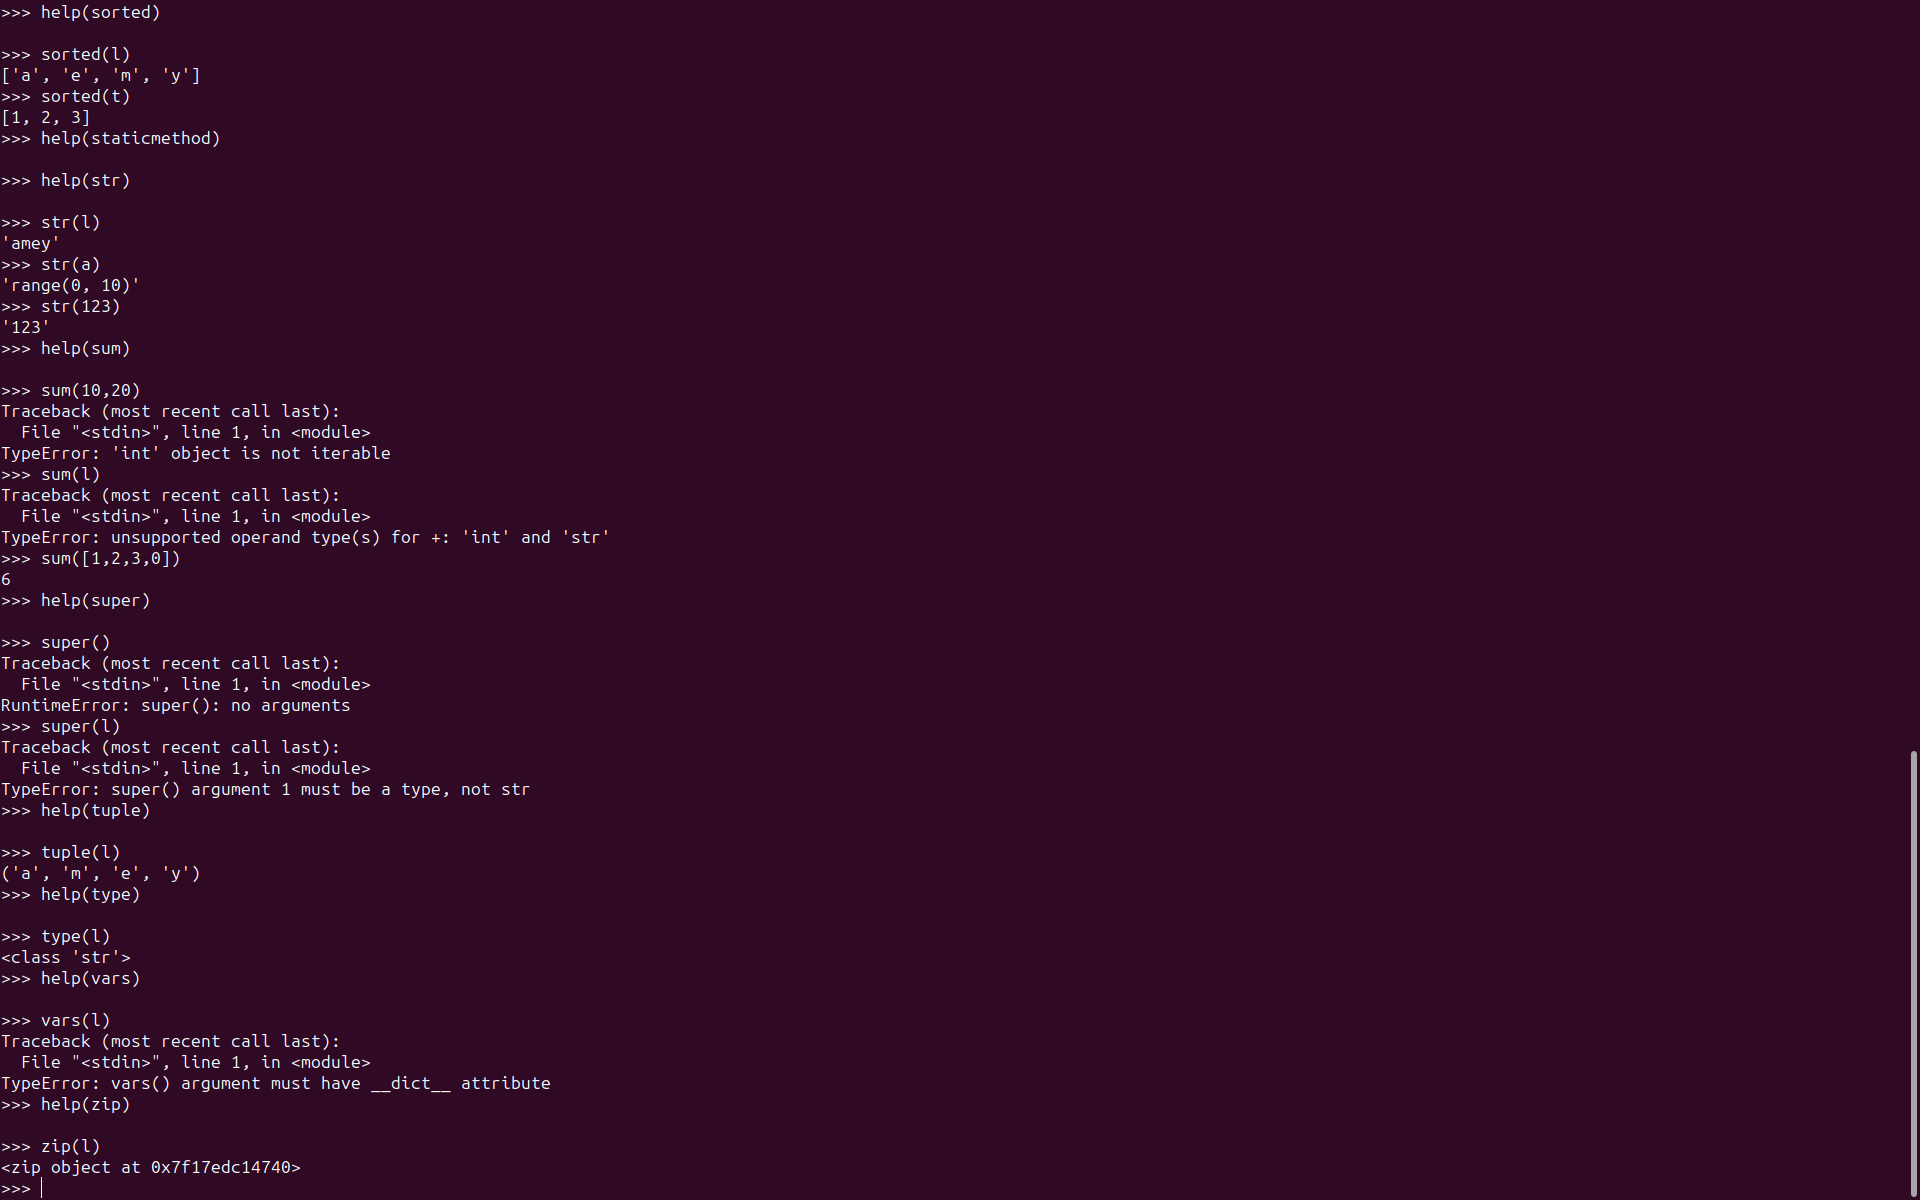 >>> help(sorted)
>>> sorted(l)
['a', 'e', 'm', 'y']
>>> sorted(t)
[1, 2, 3]
>>> help(staticmethod)
>>> help(str)
>>> str(l)
'amey'
>>> str(a)
'range(0, 10)'
>>> str(123)
'123'
>>> help(sum)
>>> sum(10,20)
Traceback (most recent call last):
  File "<stdin>", line 1, in <module>
TypeError: 'int' object is not iterable
>>> sum(l)
Traceback (most recent call last):
  File "<stdin>", line 1, in <module>
TypeError: unsupported operand type(s) for +: 'int' and 'str'
>>> sum([1,2,3,0])
6
>>> help(super)
>>> super()
Traceback (most recent call last):
  File "<stdin>", line 1, in <module>
RuntimeError: super(): no arguments
>>> super(l)
Traceback (most recent call last):
  File "<stdin>", line 1, in <module>
TypeError: super() argument 1 must be a type, not str
>>> help(tuple)
>>> tuple(l)
('a', 'm', 'e', 'y')
>>> help(type)
>>> type(l)
<class 'str'>
>>> help(vars)
>>> vars(l)
Traceback (most recent call last):
  File "<stdin>", line 1, in <module>
TypeError: vars() argument must have __dict__ attribute
>>> help(zip)
>>> zip(l)
<zip object at 0x7f17edc14740>
>>>